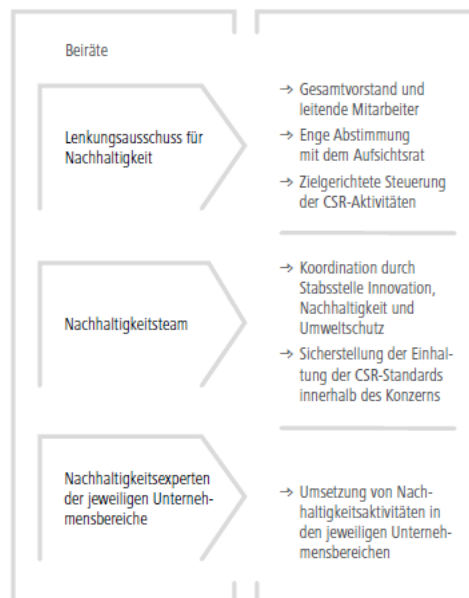 Beiräte
Lenkungsausschuss für
Nachhaltigkeit
→ Gesamtvorstand und
leitende Mitarbeiter
→ Enge Abstimmung
mit dem Aufsichtsrat
→ Zielgerichtete Steuerung
der CSR-Aktivitäten
Nachhaltigkeitsteam
→ Koordination durch
Stabsstelle Innovation,
Nachhaltigkeit und
Umweltschutz
→ Sicherstellung der Einhal-
tung der CSR-Standards
innerhalb des Konzerns
Nachhaltigkeitsexperten
der jeweiligen Unterneh-
mensbereiche
→ Umsetzung von Nach-
haltigkeitsaktivitäten in
den jeweiligen Unterneh-
mensbereichen